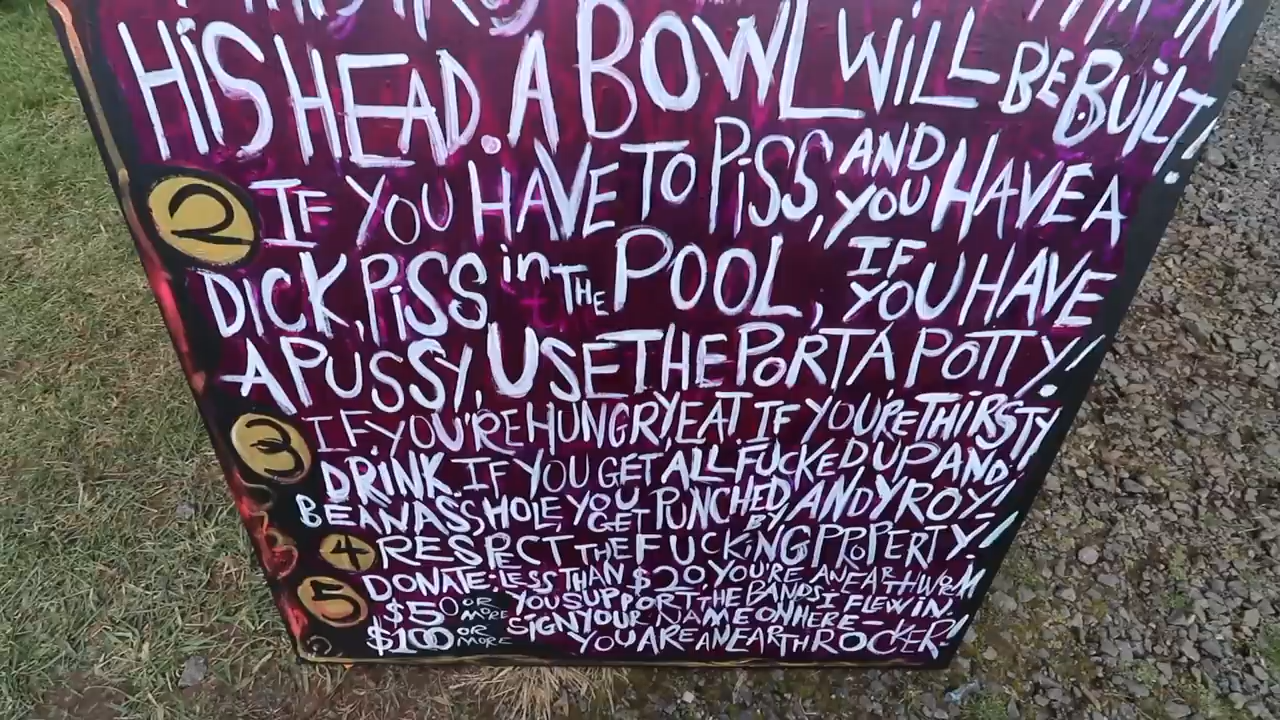 HIS HEAD. A BOWL WILL BE BUILT!
2 IF YOU HAVE TO PISS, AND YOU HAVE A
DICK, PISS in THE POOL, IF YOU HAVE
A PUSSY, USE THE PORTA POTTY!
3 IF YOU'RE HUNGRY, EAT. IF YOU'RE THIRSTY
DRINK. IF YOU GET ALL FUCKED UP AND
BE AN ASSHOLE, YOU GET PUNCHED BY ANDY ROY!
4 RESPECT THE FUCKING PROPERTY!
5 DONATE: LESS THAN $20 YOU'RE AN EARTHWORM
$50 OR MORE YOU SUPPORT THE BANDS I FLEW IN.
SIGN YOUR NAME ON HERE -
$100 OR MORE YOU ARE AN EARTH ROCKER!